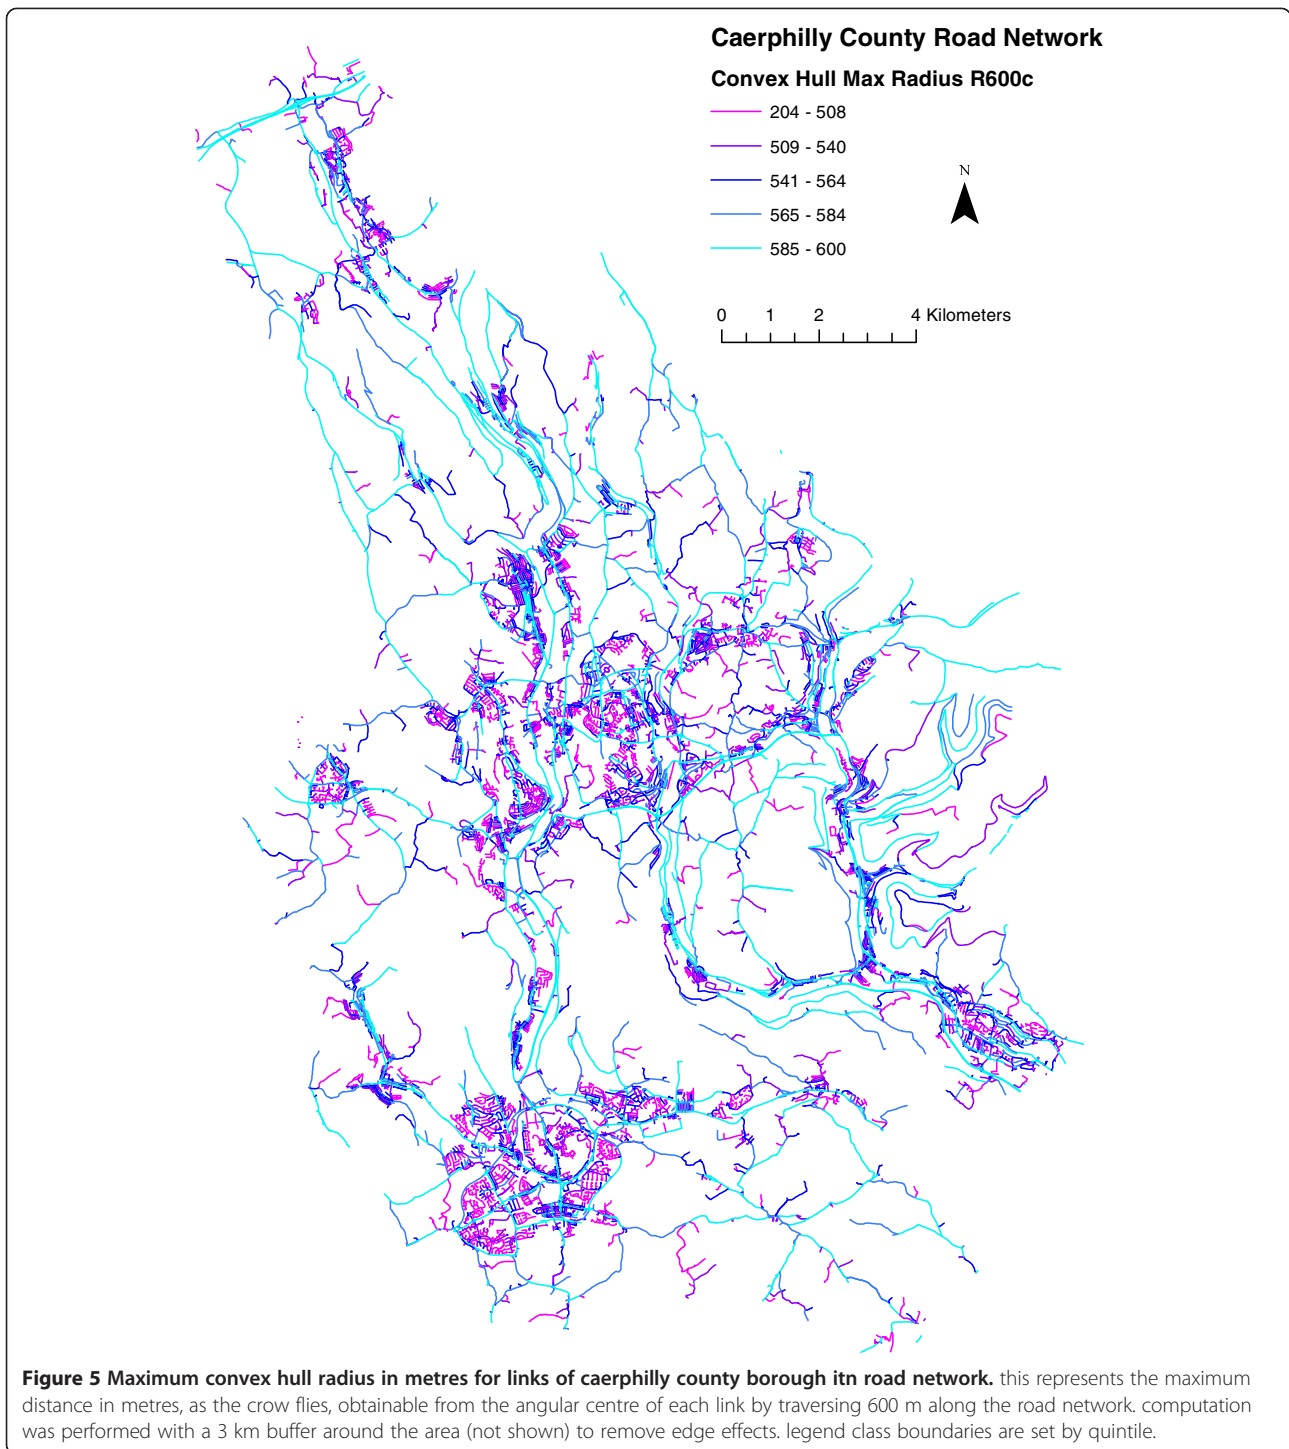 Caerphilly County Road Network
Convex Hull Max Radius R600c
204 - 508
509 - 540
541 - 564
565 - 584
585 - 600
N
0 1 2 4 Kilometers
Figure 5 Maximum convex hull radius in metres for links of caerphilly county borough itn road network. this represents the maximum
distance in metres, as the crow flies, obtainable from the angular centre of each link by traversing 600 m along the road network. computation
was performed with a 3 km buffer around the area (not shown) to remove edge effects. legend class boundaries are set by quintile.